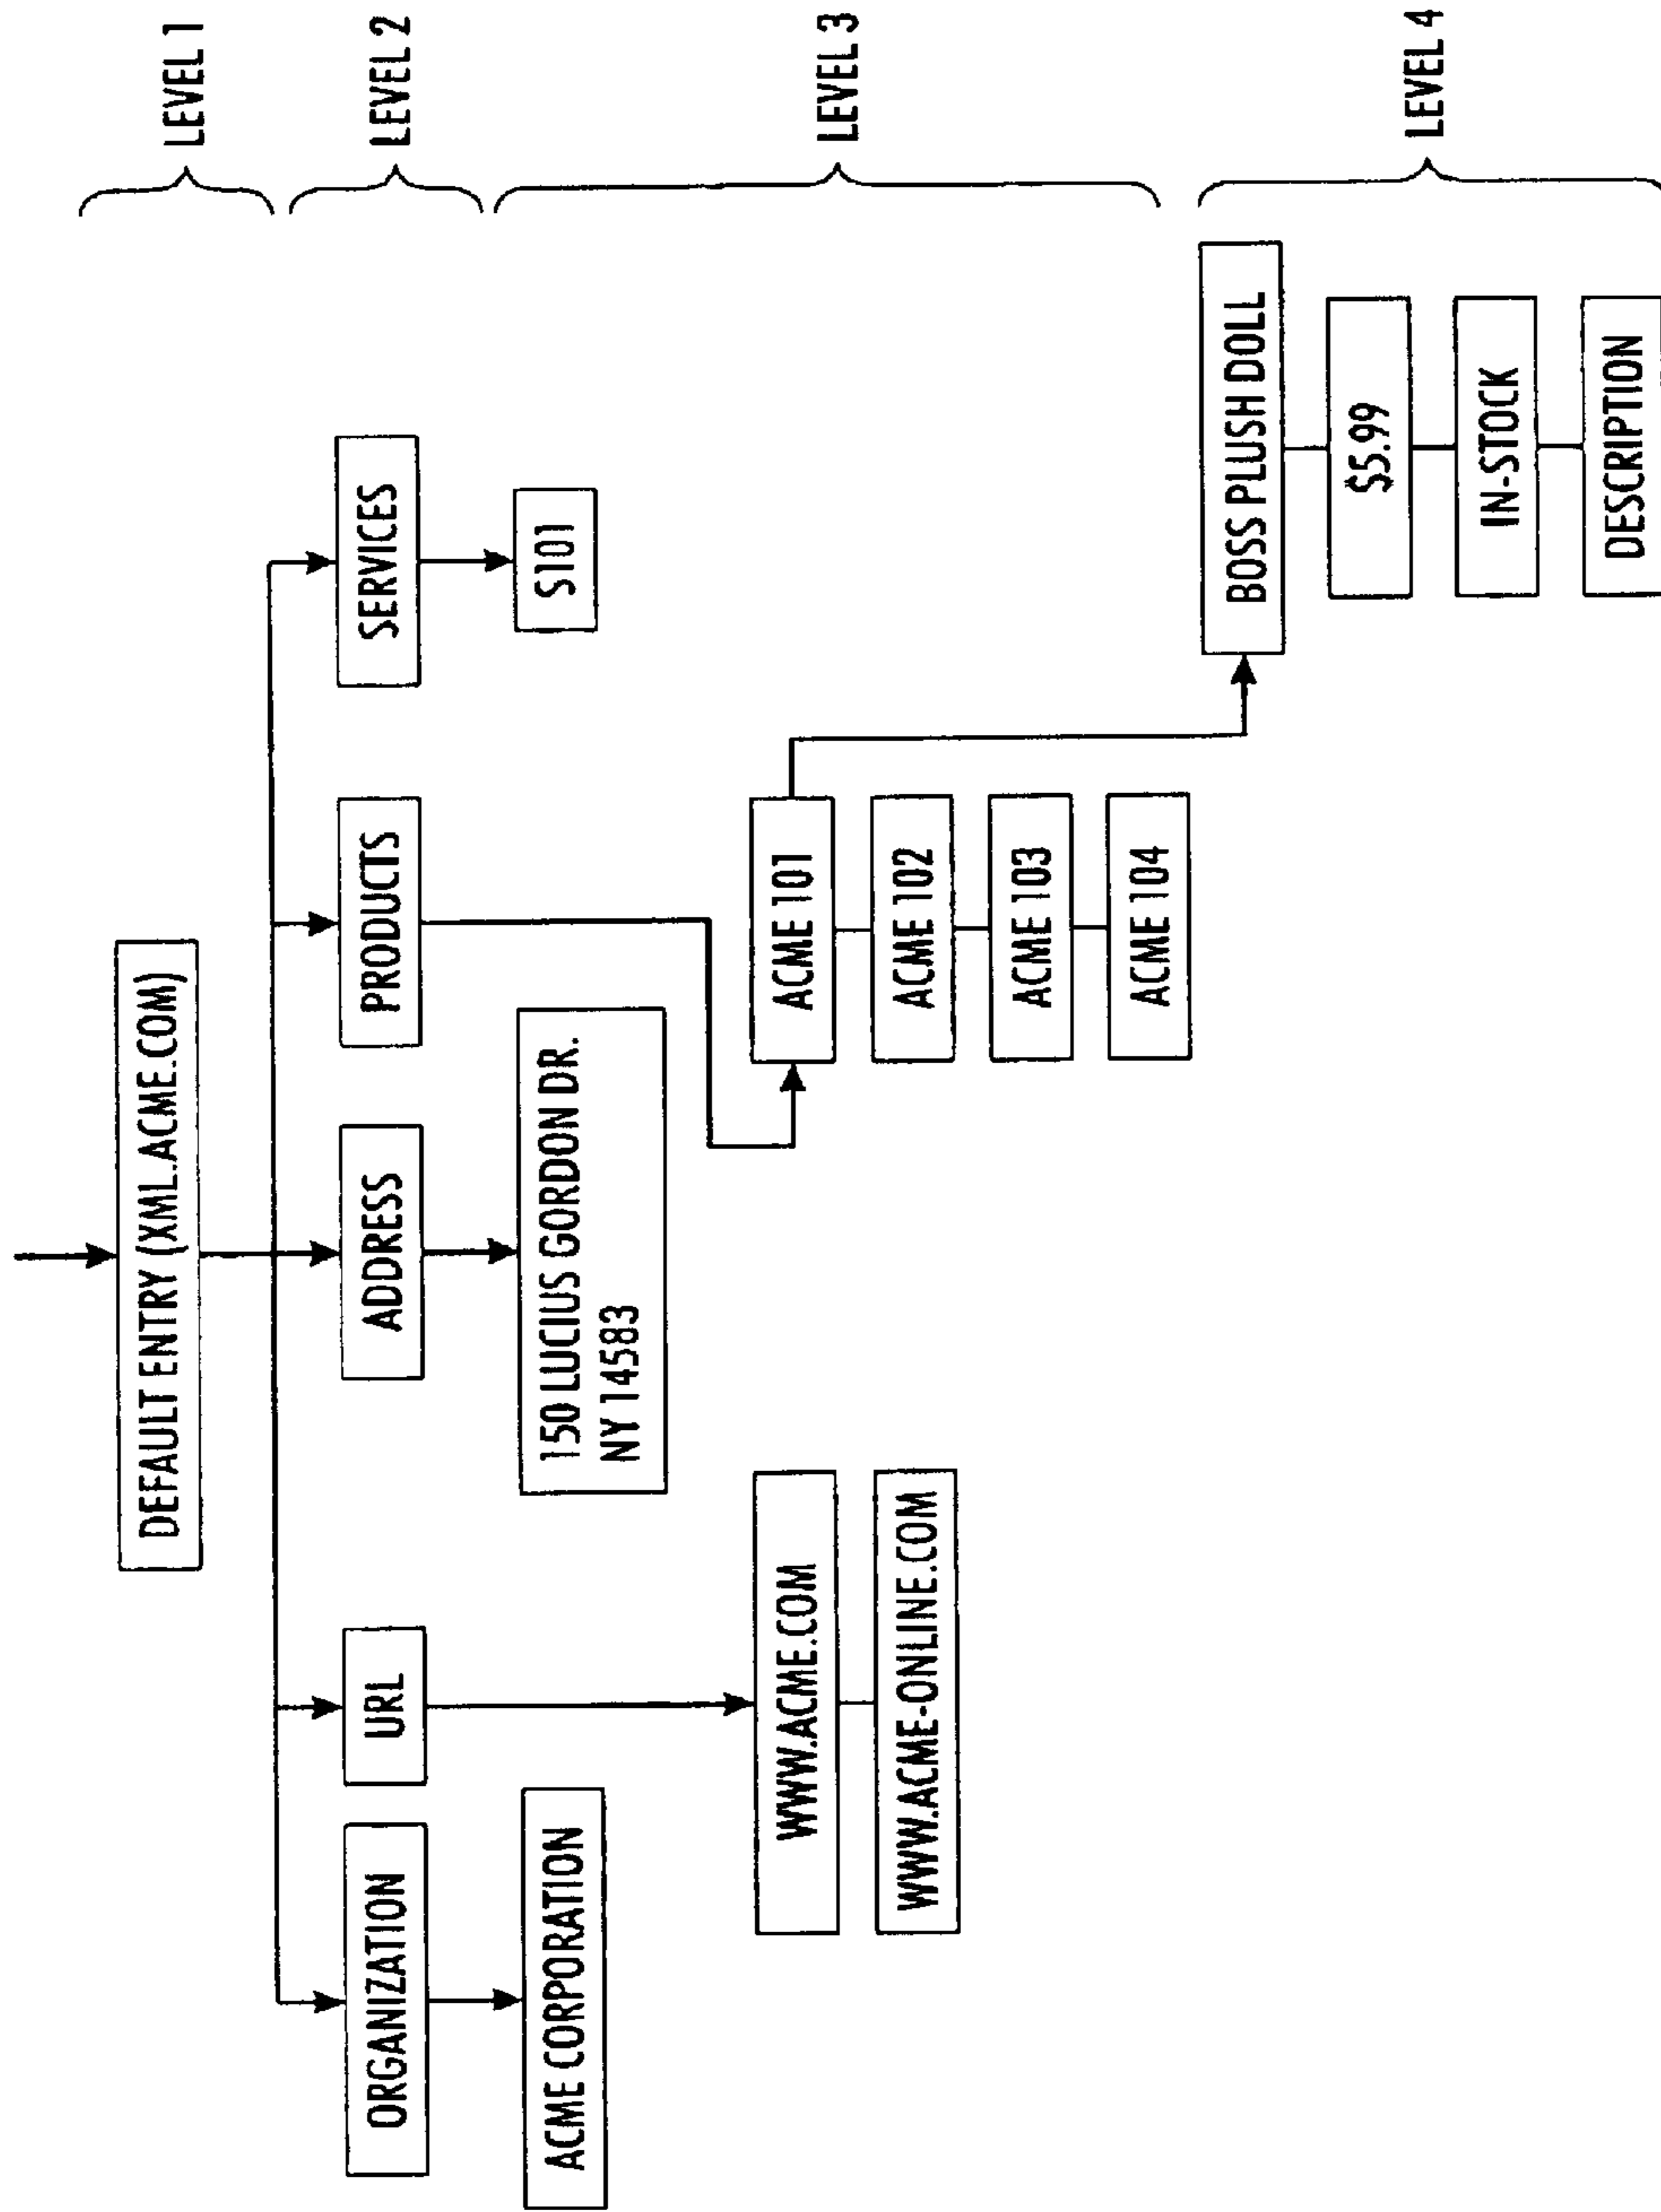 DEFAULT ENTRY (XML.ACME.COM)
LEVEL 1
ORGANIZATION
URL
ADDRESS
PRODUCTS
SERVICES
LEVEL 2
ACME CORPORATION
150 LUCIUS GORDON DR.
NY 14583
S101
WWW.ACME.COM
WWW.ACME-ONLINE.COM
ACME 101
ACME 102
ACME 103
ACME 104
LEVEL 3
BOSS PLUSH DOLL
$5.99
IN-STOCK
DESCRIPTION
LEVEL 4